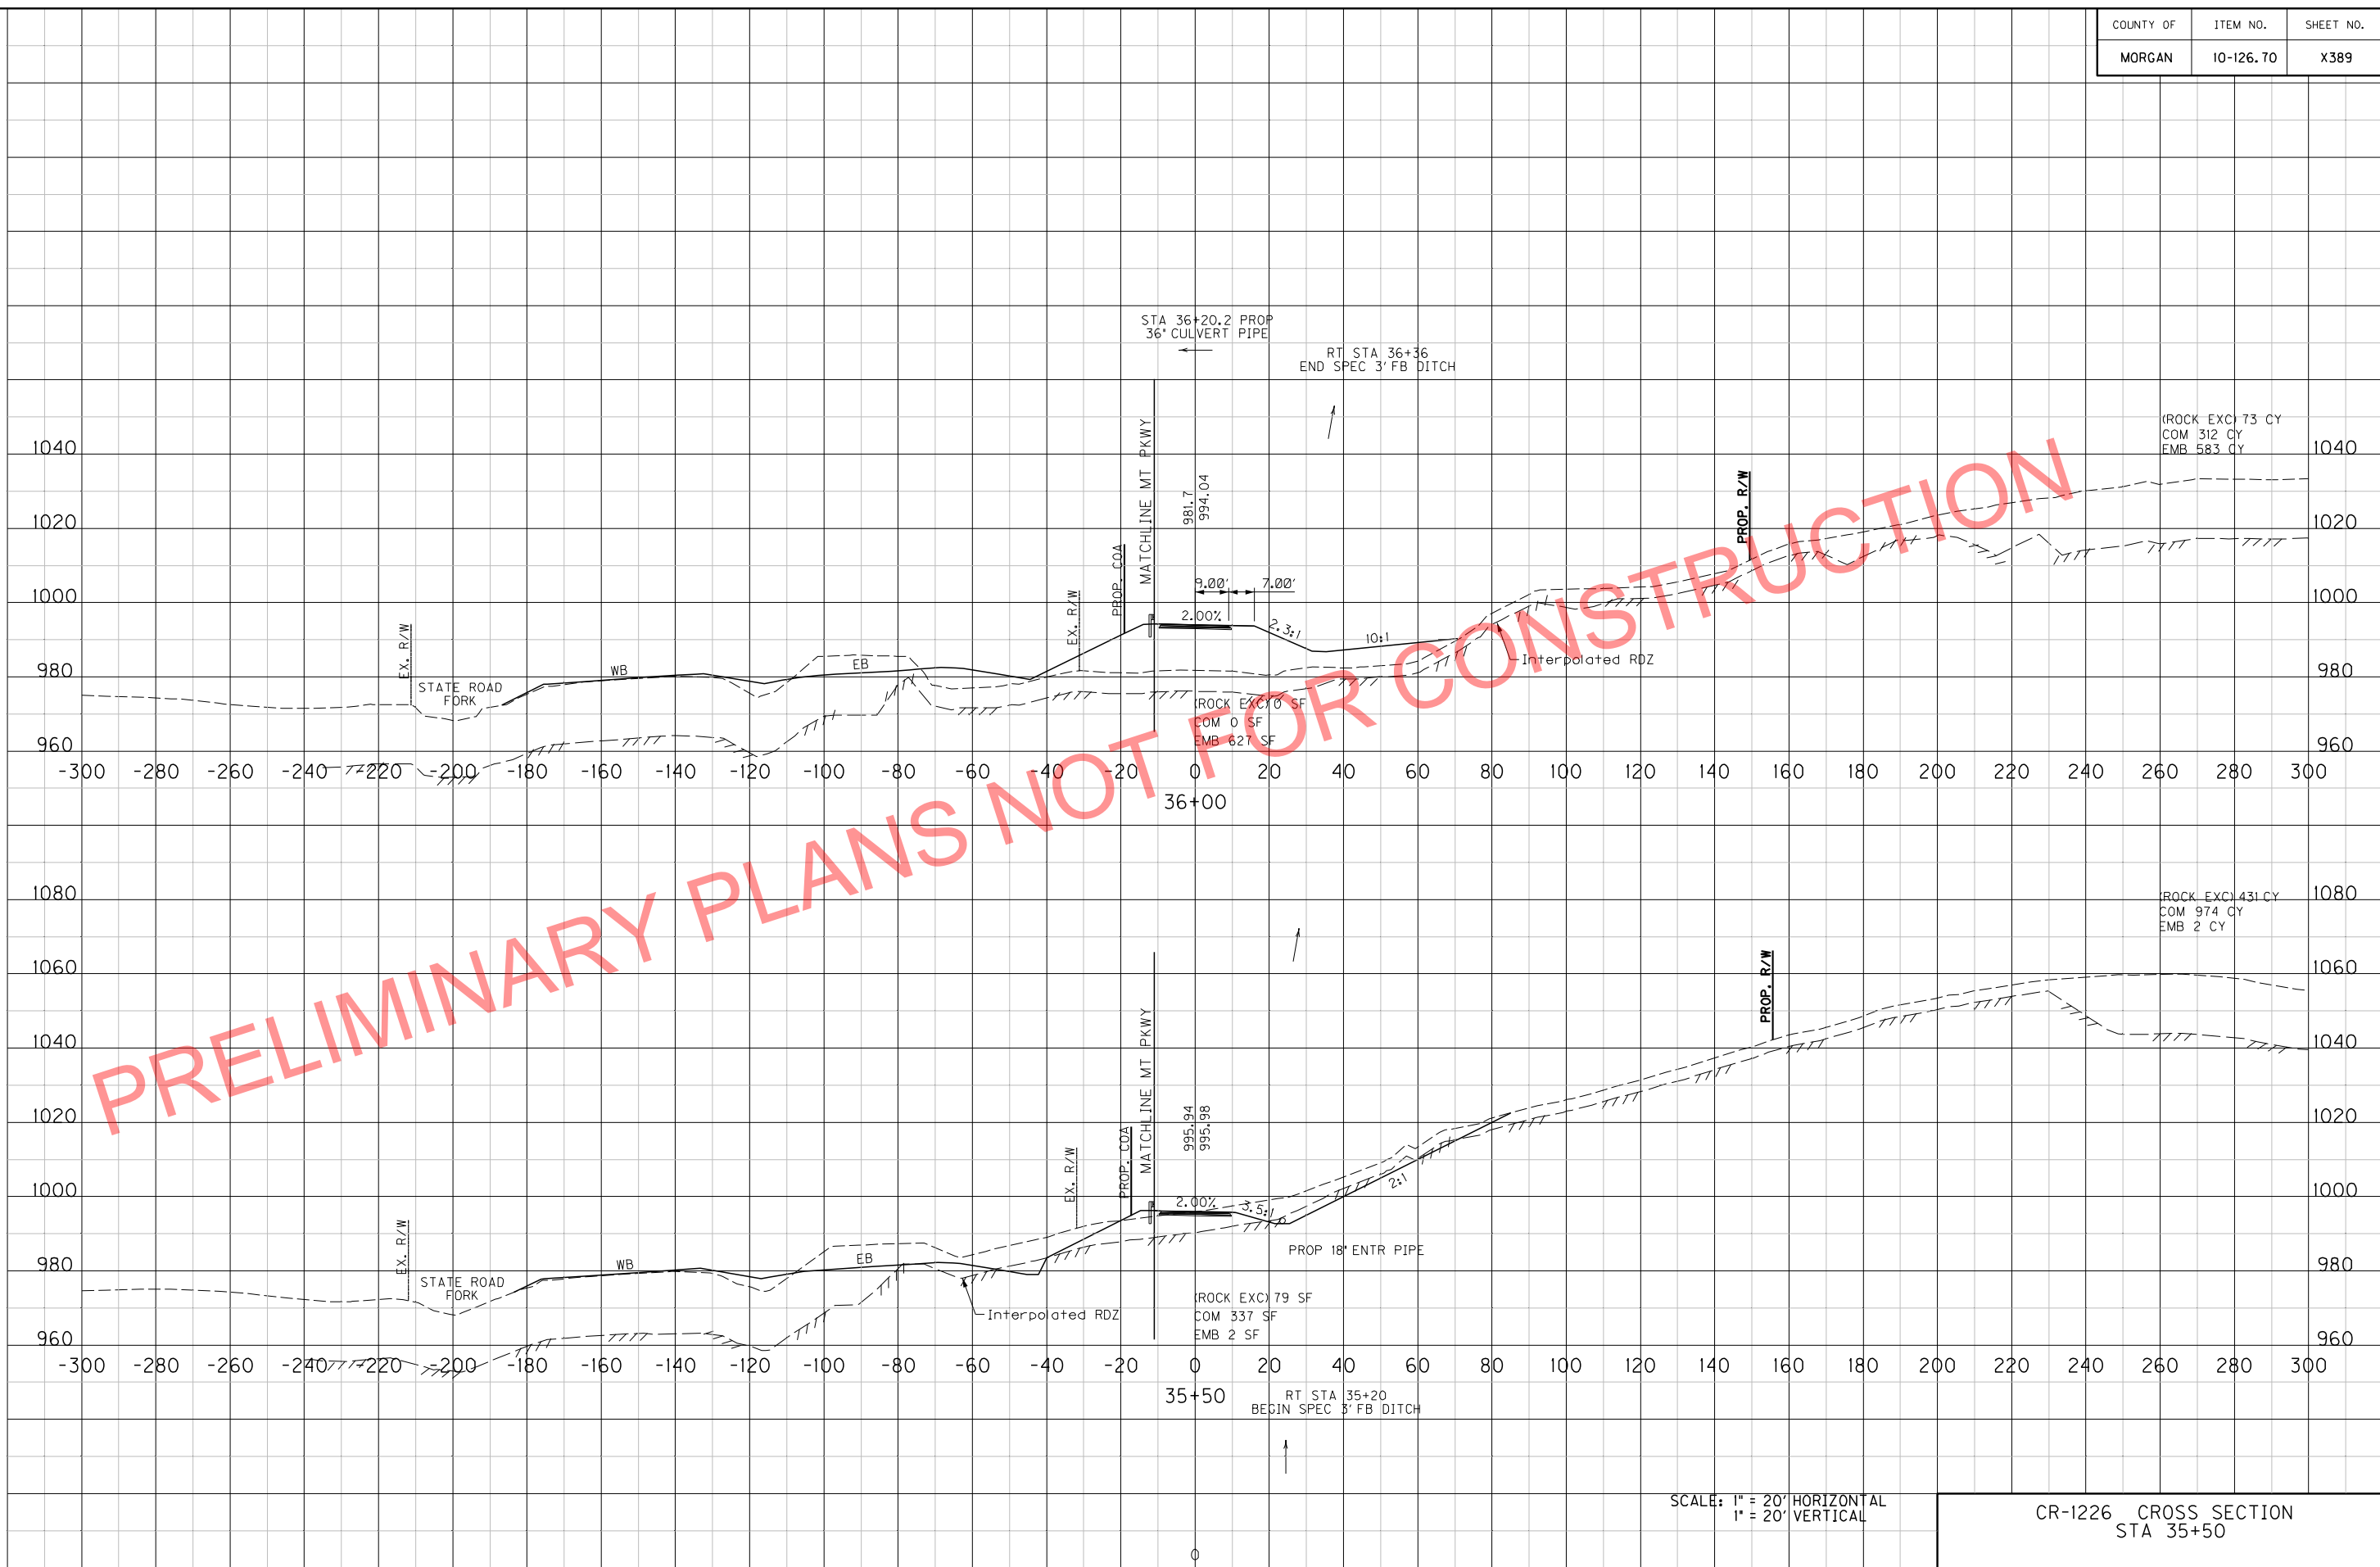 COUNTY OF ITEM NO. SHEET NO.
MORGAN 10-126.70 X389
STA 36+20.2 PROP
36" CULVERT PIPE
RT STA 36+36
END SPEC 3' FB DITCH
(ROCK EXC) 73 CY
COM 312 CY
EMB 583 CY
1040 1040
1020 1020
1000 1000
980 980
960 960
MATCHLINE MT PKWY
981.7
994.04
PROP. R/W
PROP. COA
EX. R/W
EX. R/W
9.00' 7.00'
2.00%
2.3:1
10:1
Interpolated RDZ
WB
EB
STATE ROAD
FORK
(ROCK EXC) 0 SF
COM 0 SF
EMB 627 SF
-300 -280 -260 -240 -220 -200 -180 -160 -140 -120 -100 -80 -60 -40 -20 0 20 40 60 80 100 120 140 160 180 200 220 240 260 280 300
36+00
PRELIMINARY PLANS NOT FOR CONSTRUCTION
1080 1080
1060 1060
1040 1040
1020 1020
1000 1000
980 980
960 960
(ROCK EXC) 431 CY
COM 974 CY
EMB 2 CY
PROP. R/W
MATCHLINE MT PKWY
995.94
995.98
PROP. COA
EX. R/W
EX. R/W
2.00%
3.5:1
2:1
PROP 18" ENTR PIPE
WB
EB
STATE ROAD
FORK
Interpolated RDZ
(ROCK EXC) 79 SF
COM 337 SF
EMB 2 SF
-300 -280 -260 -240 -220 -200 -180 -160 -140 -120 -100 -80 -60 -40 -20 0 20 40 60 80 100 120 140 160 180 200 220 240 260 280 300
35+50
RT STA 35+20
BEGIN SPEC 3' FB DITCH
SCALE: 1" = 20' HORIZONTAL
1" = 20' VERTICAL
CR-1226 CROSS SECTION
STA 35+50
0